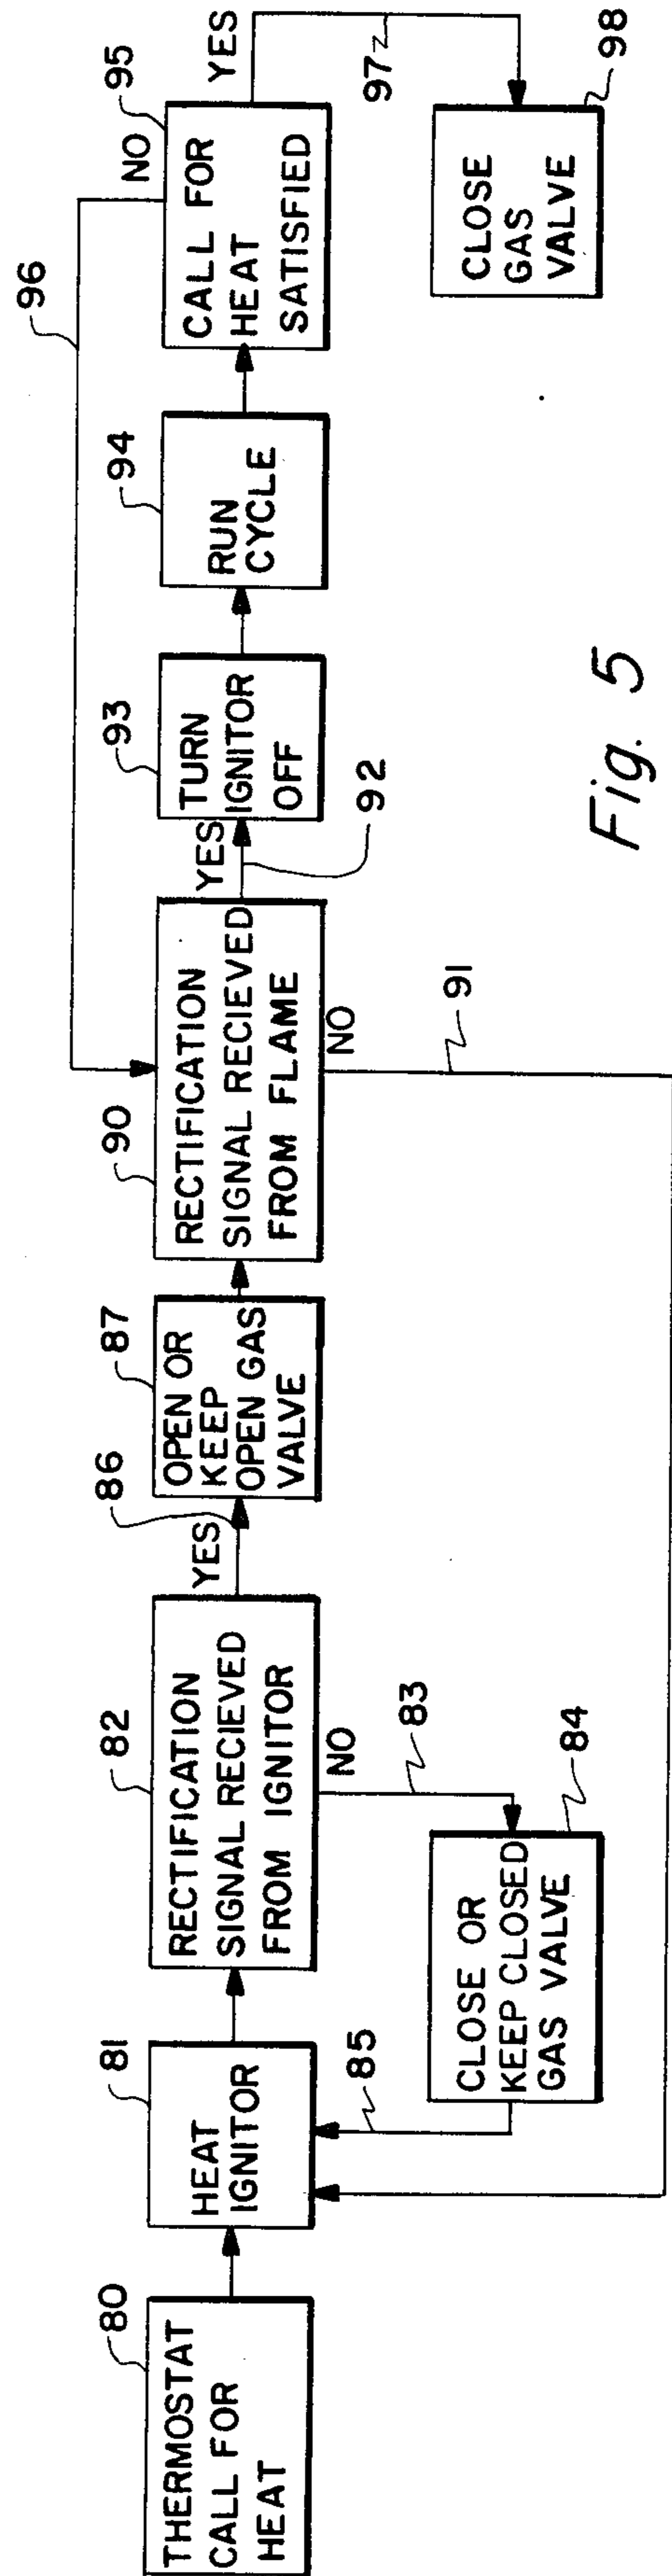 80
THERMOSTAT
CALL FOR
HEAT
81
HEAT
IGNITOR
82
RECTIFICATION
SIGNAL RECIEVED
FROM IGNITOR
NO
83
84
CLOSE OR
KEEP CLOSED
GAS VALVE
85
YES
86
87
OPEN OR
KEEP
OPEN GAS
VALVE
90
RECTIFICATION
SIGNAL RECIEVED
FROM FLAME
NO
91
YES
92
93
TURN
IGNITOR
OFF
94
RUN
CYCLE
95
CALL FOR
HEAT
SATISFIED
NO
96
YES
97
98
CLOSE
GAS
VALVE
Fig. 5